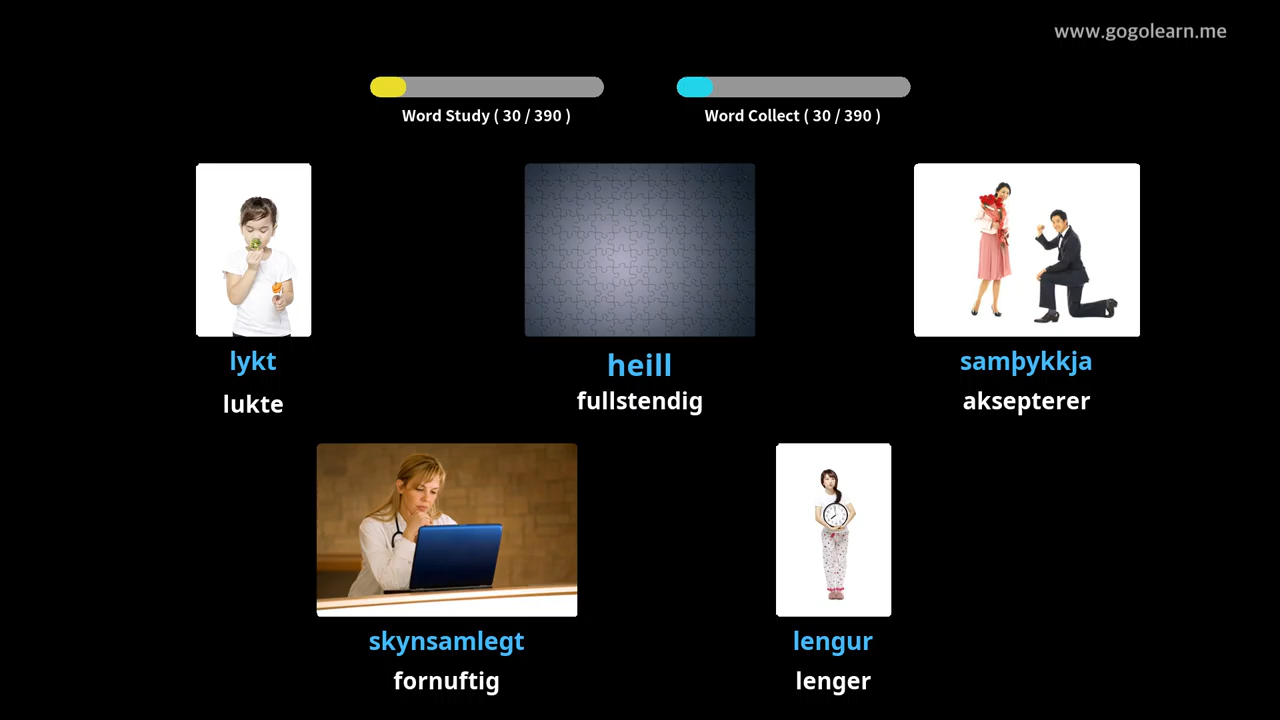 www.gogolearn.me
Word Study ( 30 / 390 )
Word Collect ( 30 / 390 )
lykt
lukte
heill
fullstendig
samþykkja
aksepterer
skynsamlegt
fornuftig
lengur
lenger